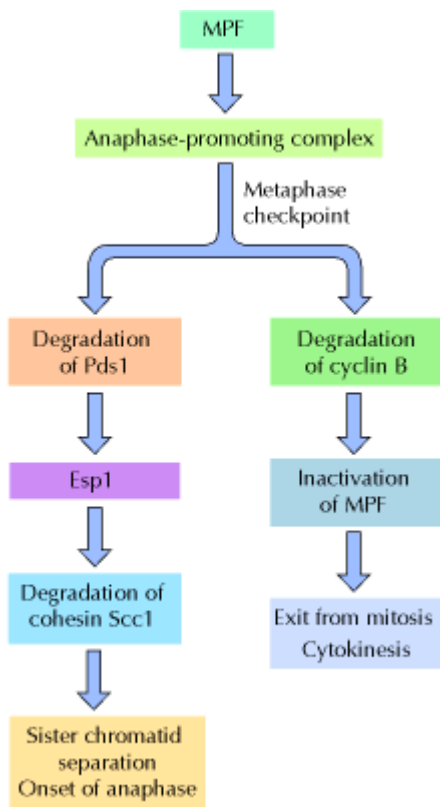 MPF
Anaphase-promoting complex
Metaphase
checkpoint
Degradation
of Pds1
Degradation
of cyclin B
Esp1
Inactivation
of MPF
Degradation of
cohesin Scc1
Exit from mitosis
Cytokinesis
Sister chromatid
separation
Onset of anaphase